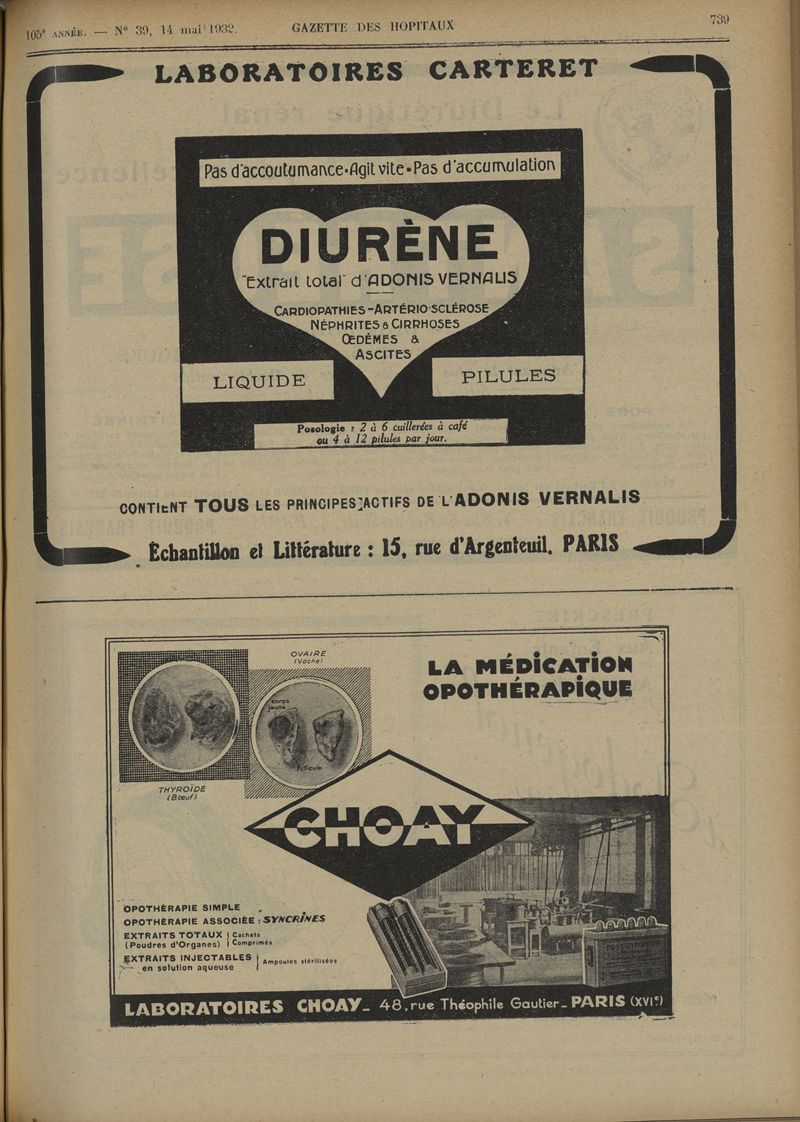 105e ANNÉE. — N° 39, 14 mai 1932. GAZETTE DES HOPITAUX 739
LABORATOIRES CARTERET
Pas d'accoutumance•Agit vite•Pas d'accumulation
DIURÈNE
"Extrait total" d'ADONIS VERNALIS
CARDIOPATHIES-ARTÉRIO-SCLÉROSE
NÉPHRITES & CIRRHOSES
ŒDÈMES &
ASCITES
LIQUIDE
PILULES
Posologie : 2 à 6 cuillerées à café
ou 4 à 12 pilules par jour.
CONTIENT TOUS LES PRINCIPES ACTIFS DE L'ADONIS VERNALIS
Échantillon et Littérature : 15, rue d'Argenteuil, PARIS
OVAIRE
(Vache)
corps
jaune
follicule
THYROÏDE
(Bœuf)
LA MÉDICATION
OPOTHÉRAPIQUE
CHOAY
OPOTHÉRAPIE SIMPLE
OPOTHÉRAPIE ASSOCIÉE : SYNCRINES
EXTRAITS TOTAUX | Cachets
(Poudres d'Organes) | Comprimés
EXTRAITS INJECTABLES | Ampoules stérilisées
en solution aqueuse
LABORATOIRES CHOAY_ 48, rue Théophile Gautier_ PARIS (XVIe)